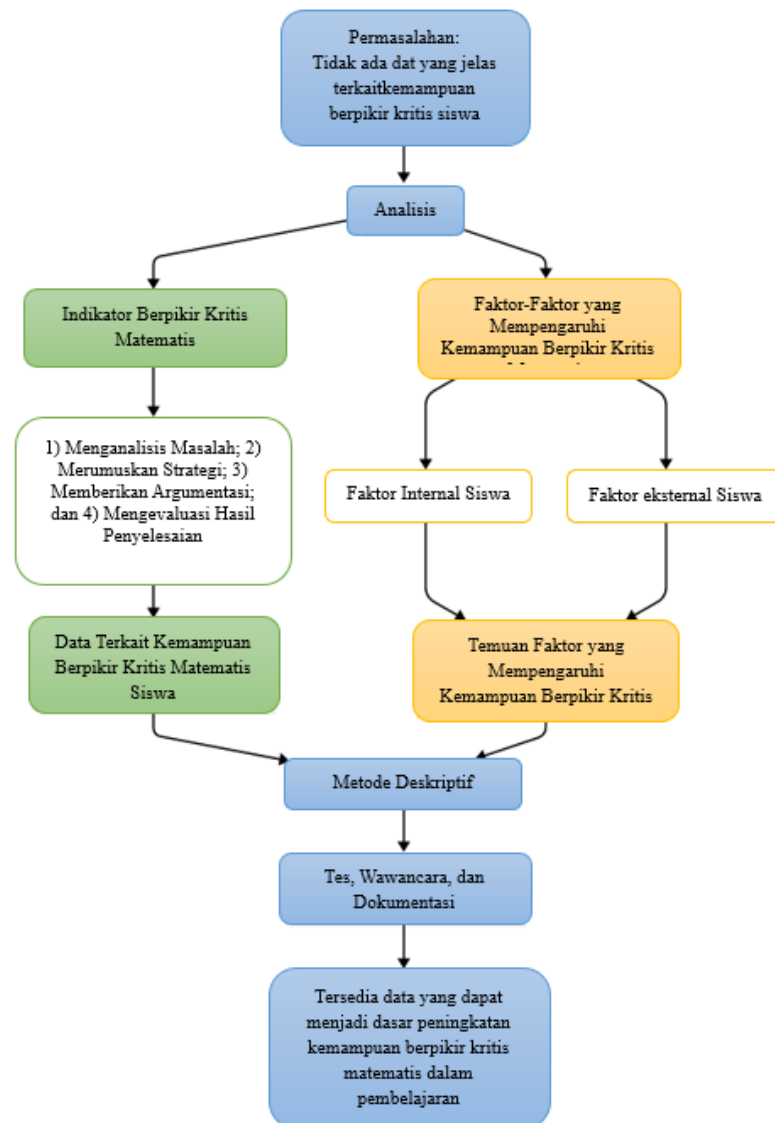 Permasalahan:
Tidak ada dat yang jelas
terkaitkemampuan
berpikir kritis siswa
Analisis
Indikator Berpikir Kritis
Matematis
Faktor-Faktor yang
Mempengaruhi
Kemampuan Berpikir Kritis
1) Menganalisis Masalah; 2)
Merumuskan Strategi; 3)
Memberikan Argumentasi;
dan 4) Mengevaluasi Hasil
Penyelesaian
Faktor Internal Siswa
Faktor eksternal Siswa
Data Terkait Kemampuan
Berpikir Kritis Matematis
Siswa
Temuan Faktor yang
Mempengaruhi
Kemampuan Berpikir Kritis
Metode Deskriptif
Tes, Wawancara, dan
Dokumentasi
Tersedia data yang dapat
menjadi dasar peningkatan
kemampuan berpikir kritis
matematis dalam
pembelajaran